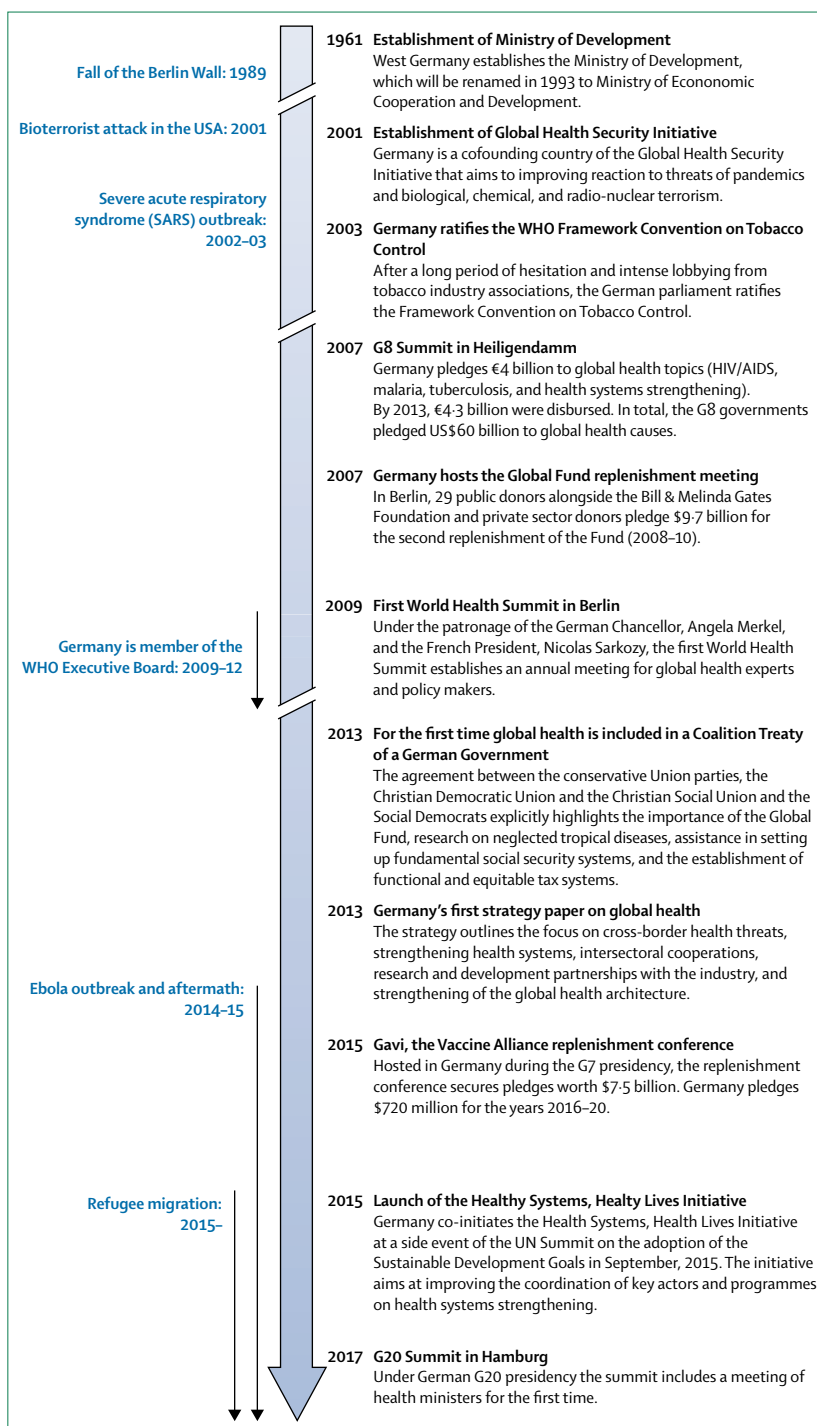 Fall of the Berlin Wall: 1989
Bioterrorist attack in the USA: 2001
Severe acute respiratory
syndrome (SARS) outbreak:
2002–03
Germany is member of the
WHO Executive Board: 2009–12
Ebola outbreak and aftermath:
2014–15
Refugee migration:
2015–
1961 Establishment of Ministry of Development
West Germany establishes the Ministry of Development,
which will be renamed in 1993 to Ministry of Econonomic
Cooperation and Development.
2001 Establishment of Global Health Security Initiative
Germany is a cofounding country of the Global Health Security
Initiative that aims to improving reaction to threats of pandemics
and biological, chemical, and radio-nuclear terrorism.
2003 Germany ratifies the WHO Framework Convention on Tobacco
Control
After a long period of hesitation and intense lobbying from
tobacco industry associations, the German parliament ratifies
the Framework Convention on Tobacco Control.
2007 G8 Summit in Heiligendamm
Germany pledges €4 billion to global health topics (HIV/AIDS,
malaria, tuberculosis, and health systems strengthening).
By 2013, €4·3 billion were disbursed. In total, the G8 governments
pledged US$60 billion to global health causes.
2007 Germany hosts the Global Fund replenishment meeting
In Berlin, 29 public donors alongside the Bill & Melinda Gates
Foundation and private sector donors pledge $9·7 billion for
the second replenishment of the Fund (2008–10).
2009 First World Health Summit in Berlin
Under the patronage of the German Chancellor, Angela Merkel,
and the French President, Nicolas Sarkozy, the first World Health
Summit establishes an annual meeting for global health experts
and policy makers.
2013 For the first time global health is included in a Coalition Treaty
of a German Government
The agreement between the conservative Union parties, the
Christian Democratic Union and the Christian Social Union and the
Social Democrats explicitly highlights the importance of the Global
Fund, research on neglected tropical diseases, assistance in setting
up fundamental social security systems, and the establishment of
functional and equitable tax systems.
2013 Germany's first strategy paper on global health
The strategy outlines the focus on cross-border health threats,
strengthening health systems, intersectoral cooperations,
research and development partnerships with the industry, and
strengthening of the global health architecture.
2015 Gavi, the Vaccine Alliance replenishment conference
Hosted in Germany during the G7 presidency, the replenishment
conference secures pledges worth $7·5 billion. Germany pledges
$720 million for the years 2016–20.
2015 Launch of the Healthy Systems, Healty Lives Initiative
Germany co-initiates the Health Systems, Health Lives Initiative
at a side event of the UN Summit on the adoption of the
Sustainable Development Goals in September, 2015. The initiative
aims at improving the coordination of key actors and programmes
on health systems strengthening.
2017 G20 Summit in Hamburg
Under German G20 presidency the summit includes a meeting of
health ministers for the first time.